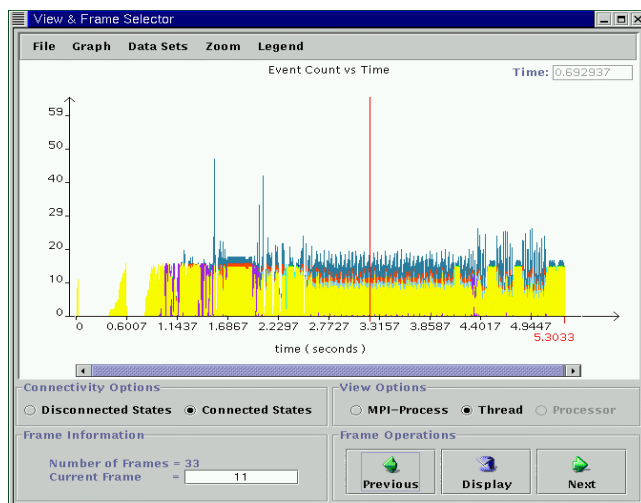 View & Frame Selector
File Graph Data Sets Zoom Legend
Event Count vs Time
Time: 0.692937
59
50
40
29
20
10
0
0 0.6007 1.1437 1.6867 2.2297 2.7727 3.3157 3.8587 4.4017 4.9447
5.3033
time ( seconds )
Connectivity Options
Disconnected States Connected States
View Options
MPI-Process Thread Processor
Frame Information
Number of Frames = 33
Current Frame = 11
Frame Operations
Previous Display Next